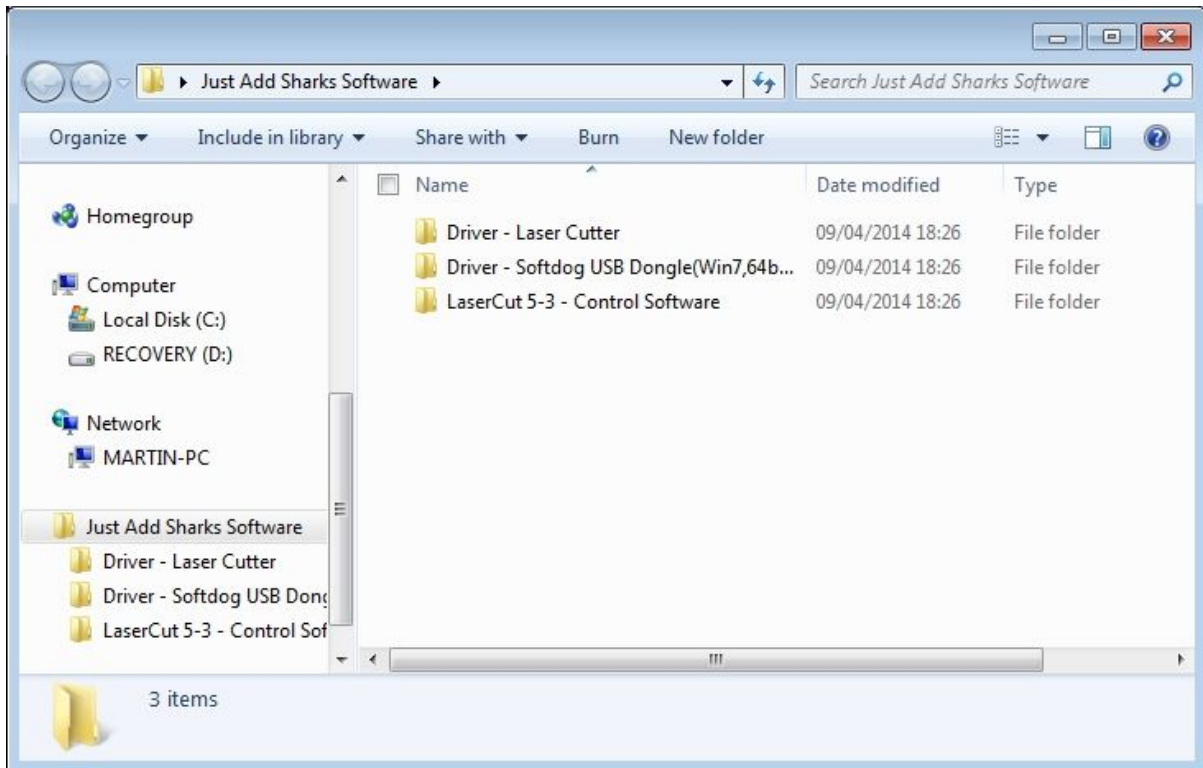 Just Add Sharks Software
Search Just Add Sharks Software
Organize Include in library Share with Burn New folder
Name Date modified Type
Homegroup
Computer
Local Disk (C:)
RECOVERY (D:)
Network
MARTIN-PC
Just Add Sharks Software
Driver - Laser Cutter
Driver - Softdog USB Dong
LaserCut 5-3 - Control Sof
Driver - Laser Cutter 09/04/2014 18:26 File folder
Driver - Softdog USB Dongle(Win7,64b... 09/04/2014 18:26 File folder
LaserCut 5-3 - Control Software 09/04/2014 18:26 File folder
3 items